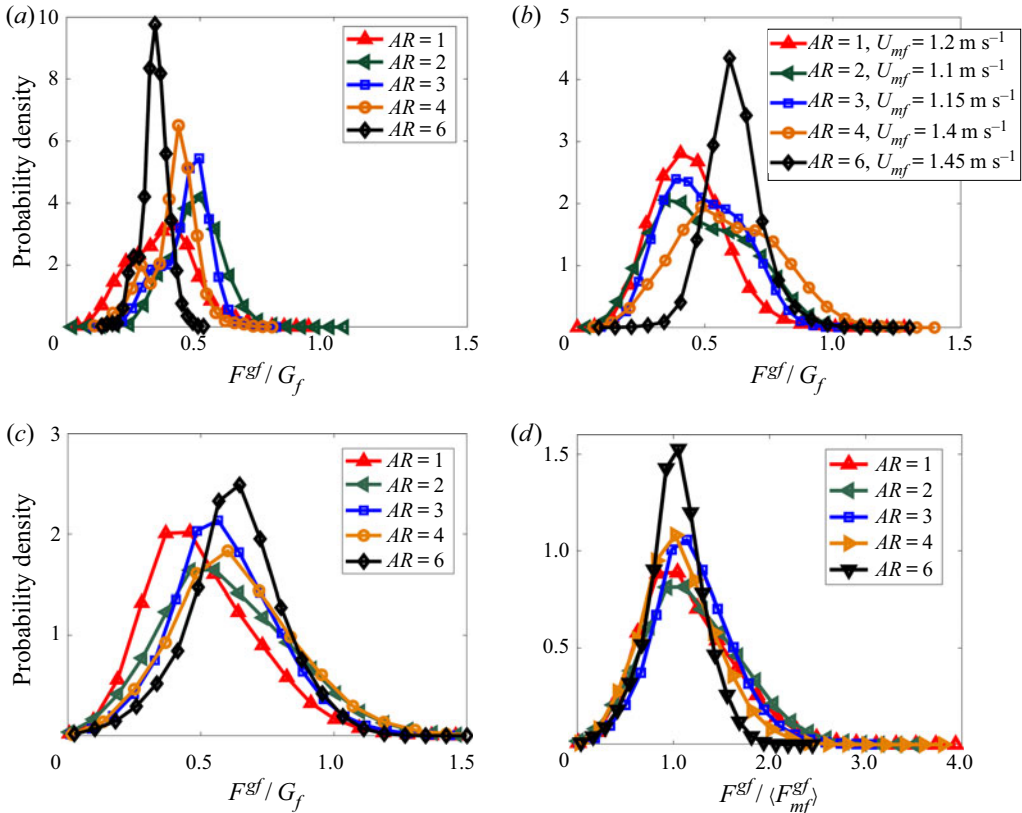 (a)
10
8
6
4
2
0
Probability density
0.5
1.0
1.5
F^gf / G_f
AR = 1
AR = 2
AR = 3
AR = 4
AR = 6
(b)
5
4
3
2
1
0
0.5
1.0
1.5
F^gf / G_f
AR = 1, U_mf = 1.2 m s⁻¹
AR = 2, U_mf = 1.1 m s⁻¹
AR = 3, U_mf = 1.15 m s⁻¹
AR = 4, U_mf = 1.4 m s⁻¹
AR = 6, U_mf = 1.45 m s⁻¹
(c)
3
2
1
0
Probability density
0.5
1.0
1.5
F^gf / G_f
AR = 1
AR = 2
AR = 3
AR = 4
AR = 6
(d)
1.5
1.0
0.5
0
1.0
2.0
3.0
4.0
F^gf / ⟨F_mf^gf⟩
AR = 1
AR = 2
AR = 3
AR = 4
AR = 6